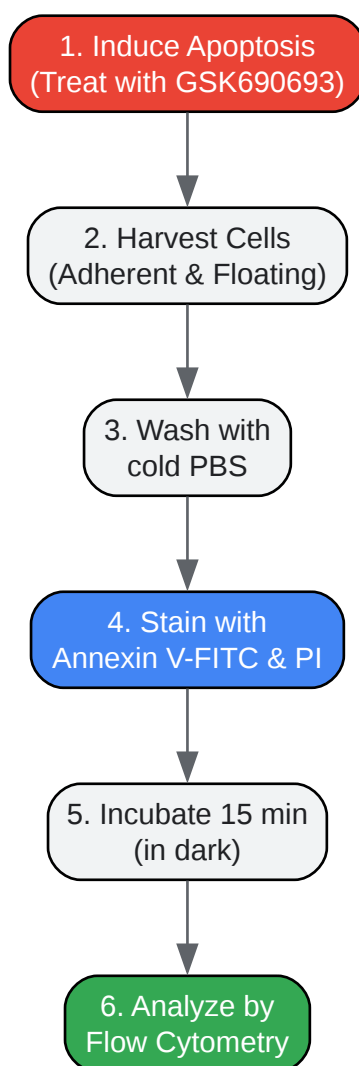 1. Induce Apoptosis
(Treat with GSK690693)
2. Harvest Cells
(Adherent & Floating)
3. Wash with
cold PBS
4. Stain with
Annexin V-FITC & PI
5. Incubate 15 min
(in dark)
6. Analyze by
Flow Cytometry